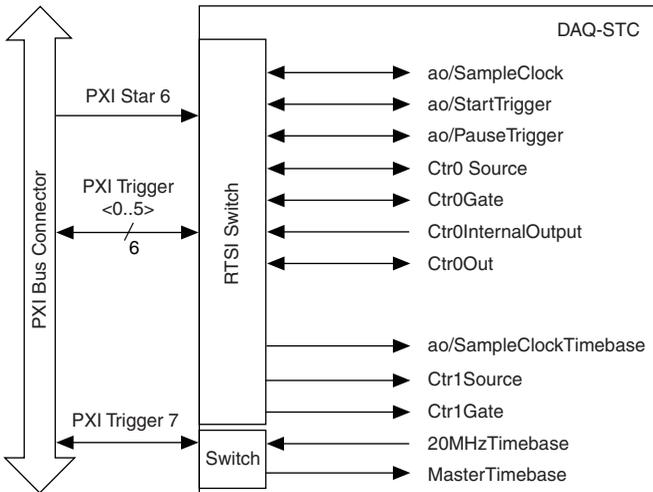 DAQ-STC
ao/SampleClock
PXI Star 6
ao/StartTrigger
ao/PauseTrigger
Ctr0 Source
PXI Trigger
<0..5>
6
Ctr0Gate
Ctr0InternalOutput
Ctr0Out
PXI Bus Connector
RTSI Switch
ao/SampleClockTimebase
Ctr1Source
Ctr1Gate
PXI Trigger 7
20MHzTimebase
Switch
MasterTimebase